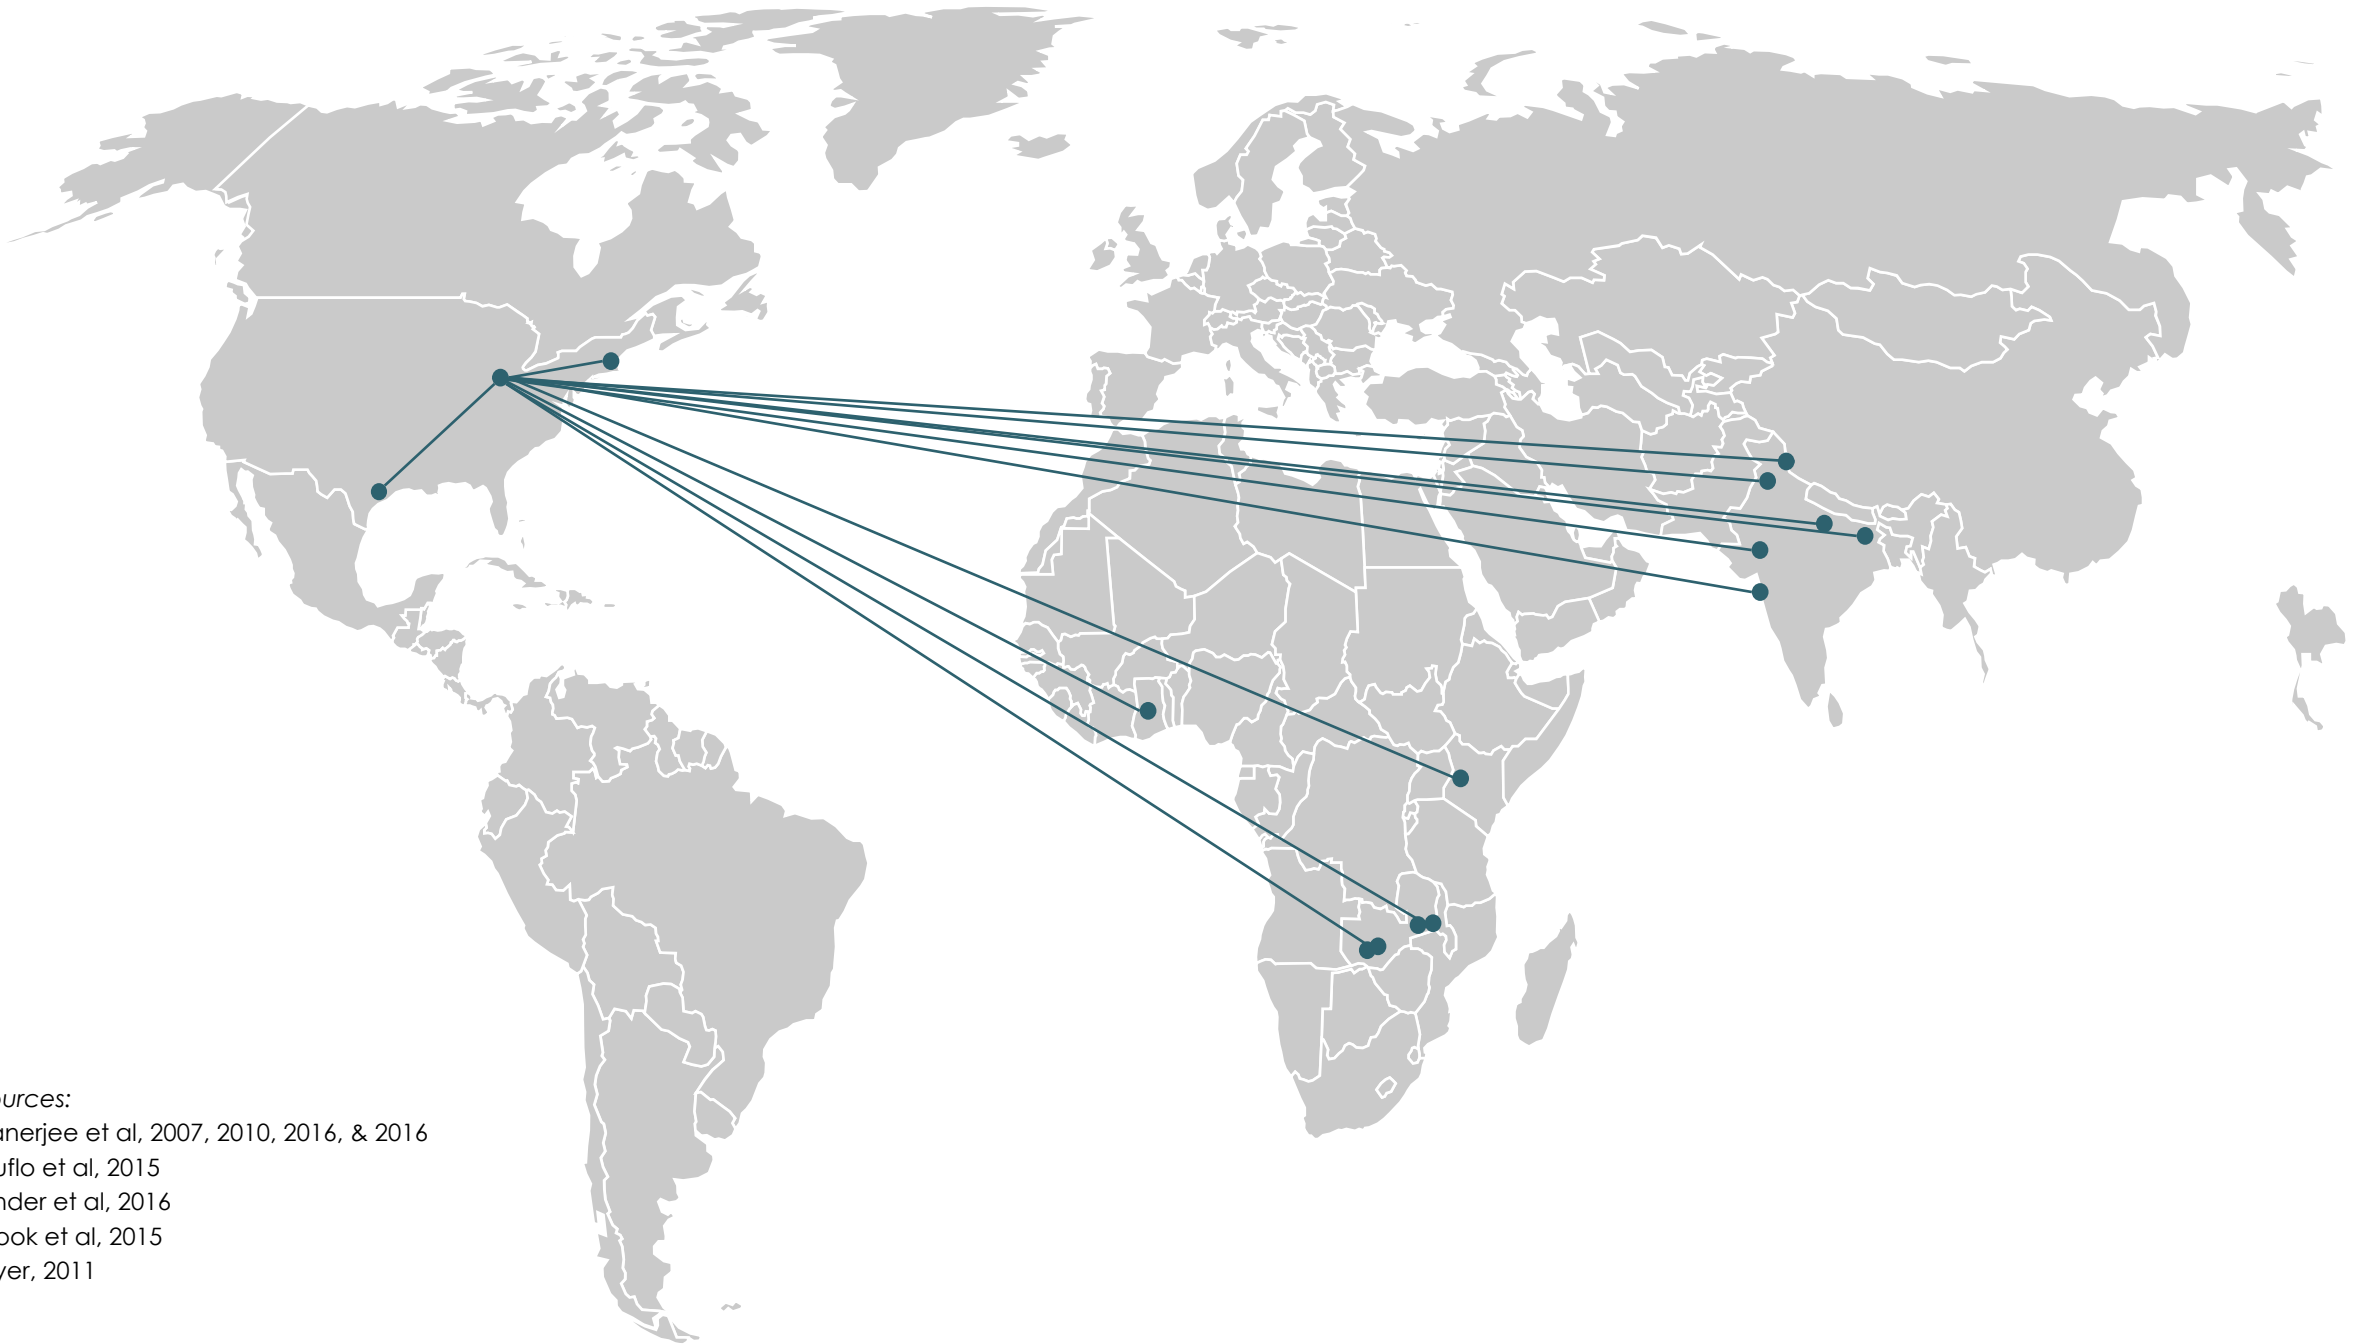 ources:
anerjee et al, 2007, 2010, 2016, & 2016
uflo et al, 2015
nder et al, 2016
ook et al, 2015
yer, 2011